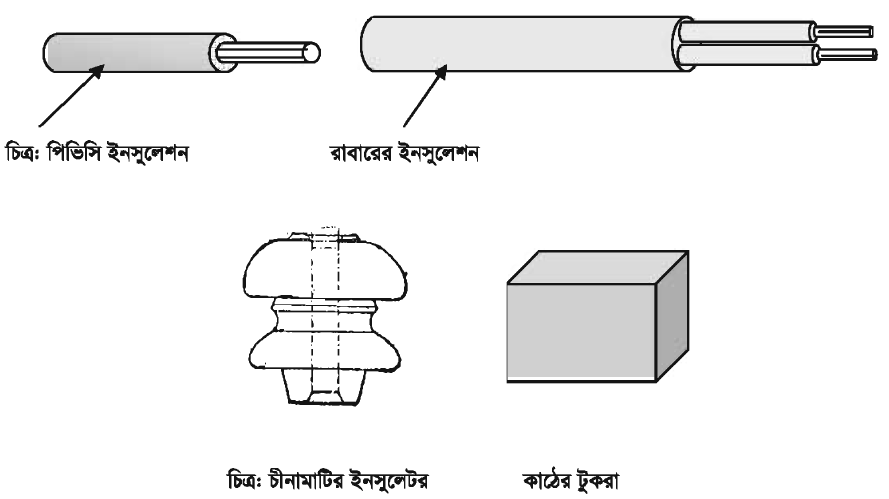 চিত্র: পিভিসি ইনসুলেশন
রাবারের ইনসুলেশন
চিত্র: চীনামাটির ইনসুলেটর
কাঠের টুকরা